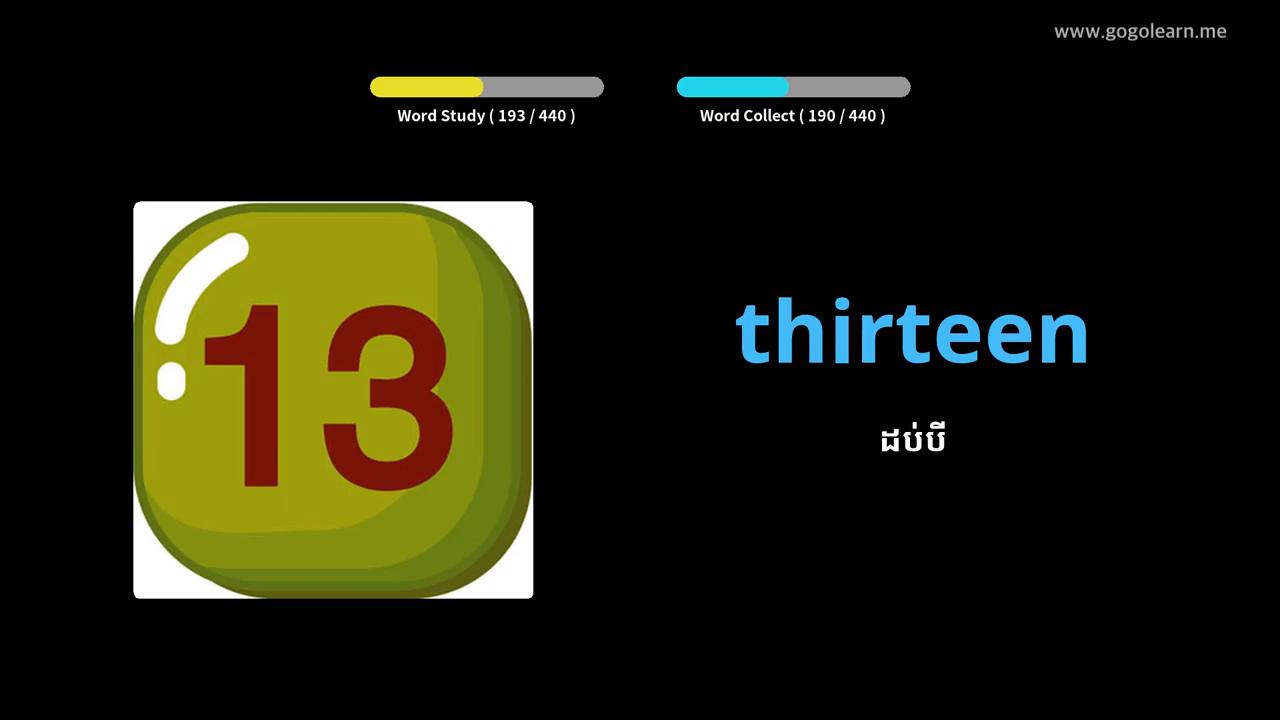 www.gogolearn.me
Word Study ( 193 / 440 )
Word Collect ( 190 / 440 )
13
thirteen
ដប់បី